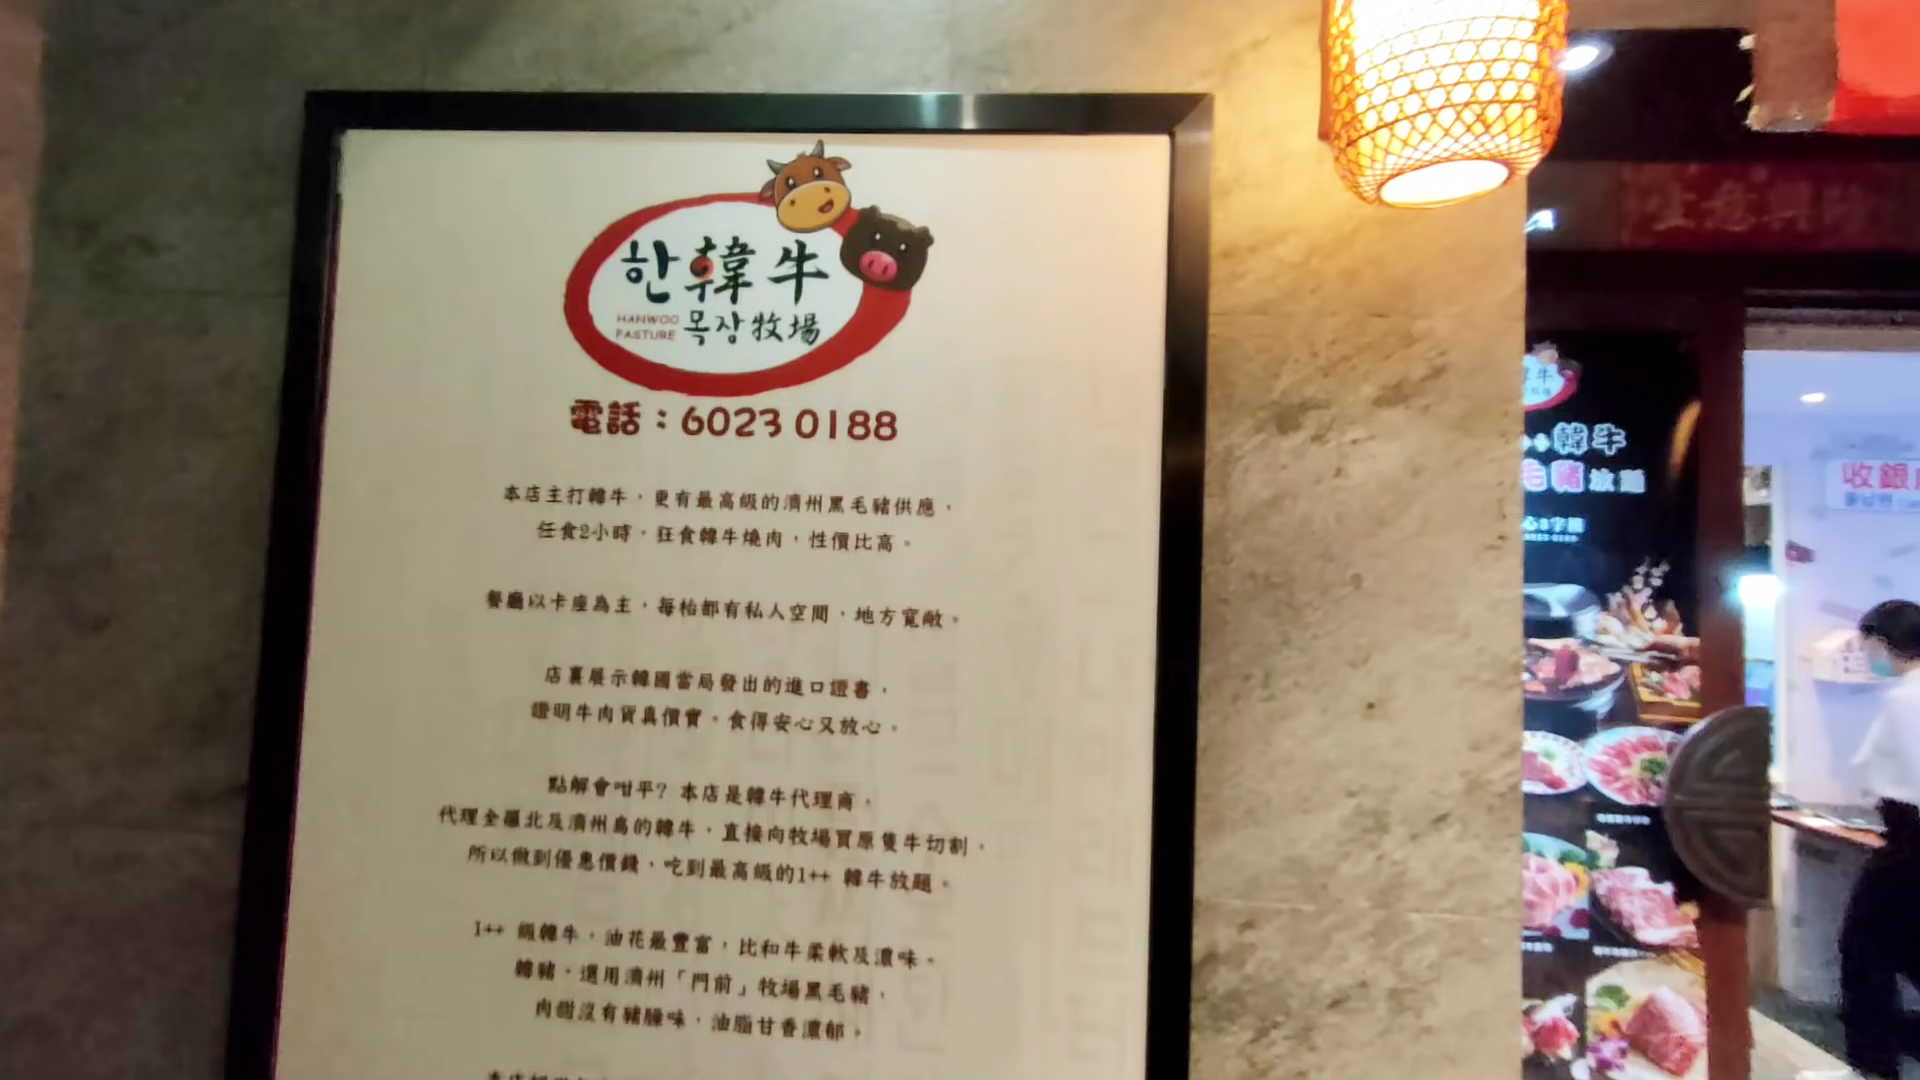 한韓牛
HANWOO
PASTURE
목장牧場
電話：6023 0188
本店主打韓牛，更有最高級的濟州黑毛豬供應，
任食2小時，狂食韓牛燒肉，性價比高。
餐廳以卡座為主，每枱都有私人空間，地方寬敞。
店裏展示韓國當局發出的進口證書，
證明牛肉貨真價實。食得安心又放心。
點解會咁平？本店是韓牛代理商，
代理全羅北及濟州島的韓牛，直接向牧場買原隻牛切割，
所以做到優惠價錢，吃到最高級的1++ 韓牛放題。
1++ 級韓牛，油花最豐富，比和牛柔軟及濃味。
韓豬，選用濟州「門前」牧場黑毛豬，
肉甜沒有豬臊味，油脂甘香濃郁。
韓牛
毛豬放題
收銀